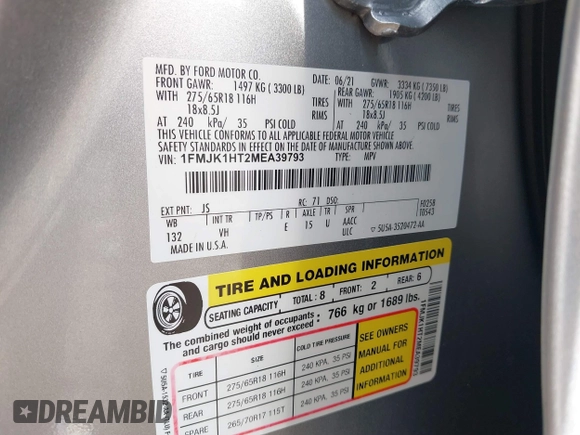 MFD. BY FORD MOTOR CO.
06/21 GVWR: 3334 KG (7350 LB)
FRONT GAWR: 1497 KG (3300 LB) REAR GAWR: 1905 KG (4200 LB)
WITH 275/65R18 116H TIRES WITH 275/65R18 116H TIRES
18x8.5J RIMS 18x8.5J RIMS
AT 240 kPa/ 35 PSI COLD AT 240 kPa/ 35 PSI COLD
THIS VEHICLE CONFORMS TO ALL APPLICABLE FEDERAL MOTOR VEHICLE
SAFETY STANDARDS IN EFFECT ON THE DATE OF MANUFACTURE SHOWN ABOVE.
VIN: 1FMJK1HT2MEA39793 TYPE: MPV
EXT PNT: JS RC: 71 DSO: F0258
WB INT TR TP/PS R AXLE TR SPR T0543
132 VH E 15 U AACC
ULC
MADE IN U.S.A. ▽ 5USA-3520472-AA
TIRE AND LOADING INFORMATION
SEATING CAPACITY TOTAL: 8 FRONT: 2 REAR: 6
The combined weight of occupants and cargo should never exceed: 766 kg or 1689 lbs.
TIRE SIZE COLD TIRE PRESSURE
FRONT 275/65R18 116H 240 KPA, 35 PSI
REAR 275/65R18 116H 240 KPA, 35 PSI
SPARE 265/70R17 115T 240 KPA, 35 PSI
SEE OWNERS
MANUAL FOR
ADDITIONAL
INFORMATION
1FMJK1HT2MEA39793
DREAMBID